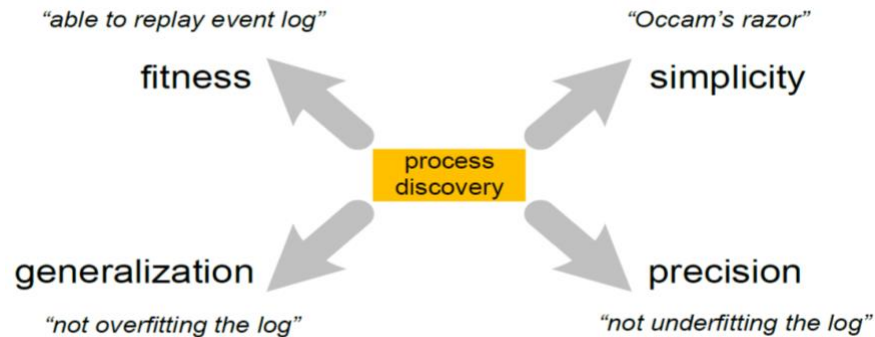 “able to replay event log”
“Occam’s razor”
fitness
simplicity
process
discovery
generalization
precision
“not overfitting the log”
“not underfitting the log”